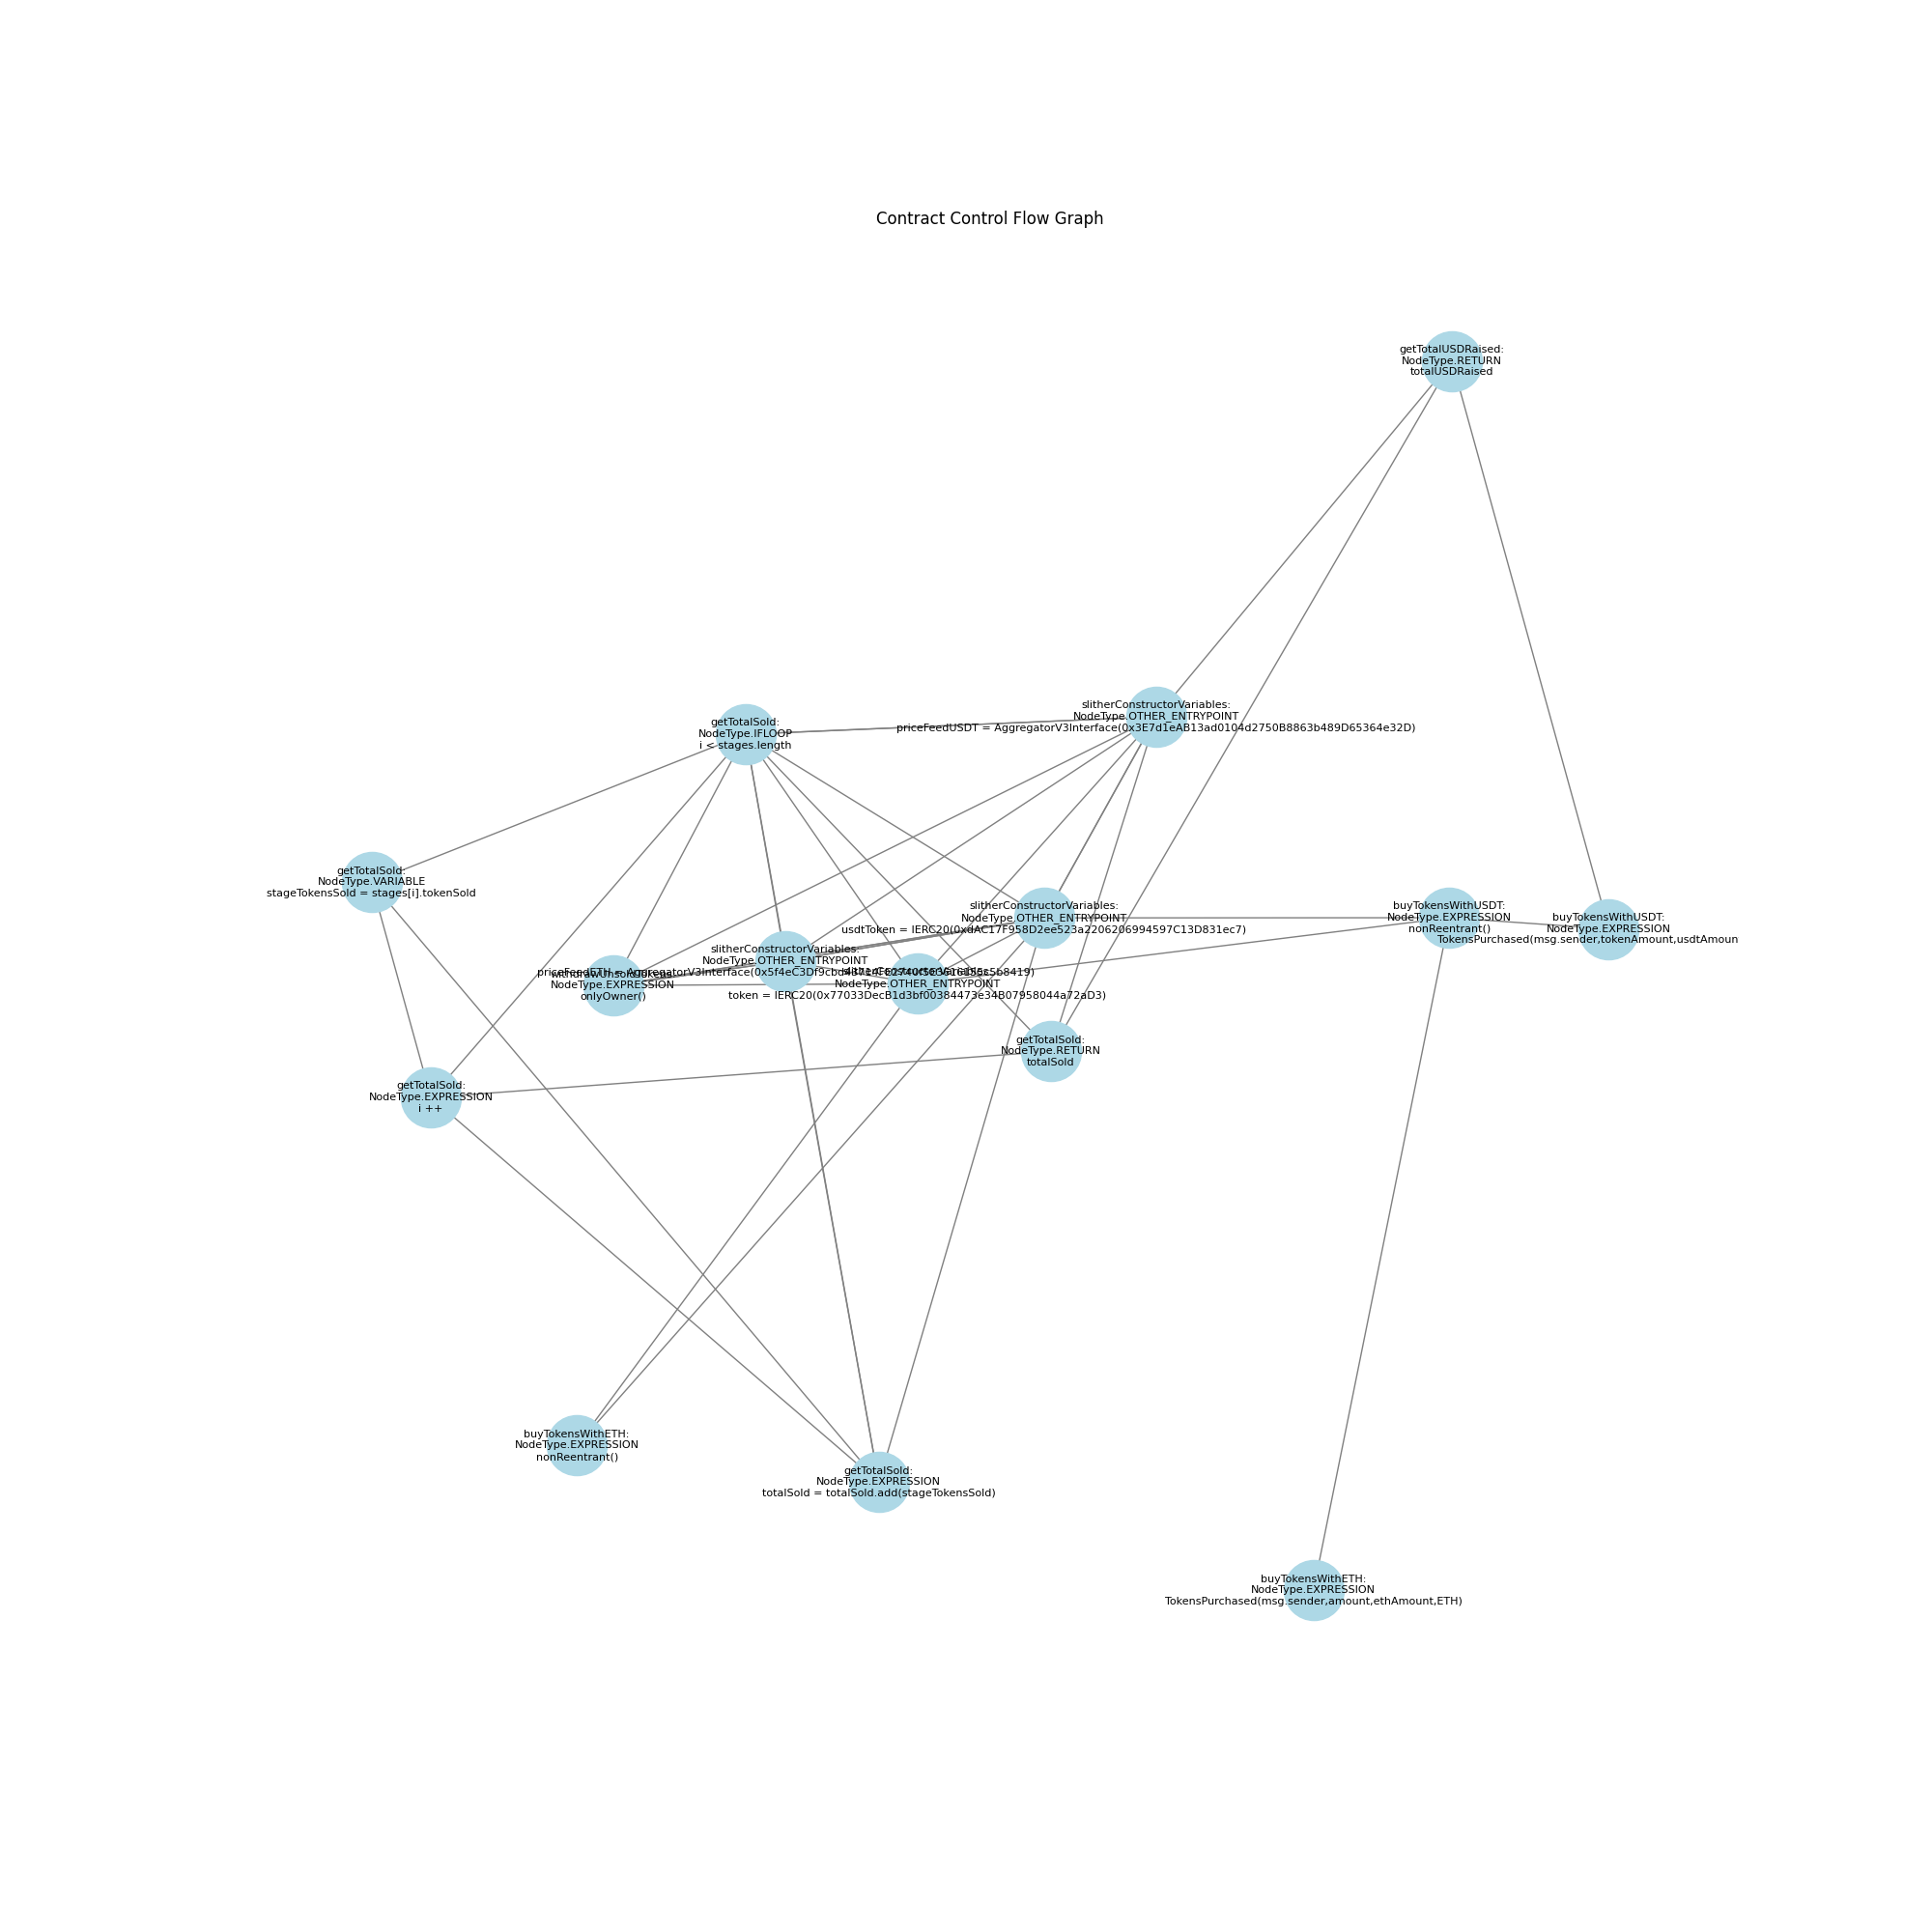 Contract Control Flow Graph
getTotalUSDRaised:
NodeType.RETURN
totalUSDRaised
slitherConstructorVariables:
NodeType.OTHER_ENTRYPOINT
priceFeedUSDT = AggregatorV3Interface(0x3E7d1eAB13ad0104d2750B8863b489D65364e32D)
getTotalSold:
NodeType.IFLOOP
i < stages.length
getTotalSold:
NodeType.VARIABLE
stageTokensSold = stages[i].tokenSold
slitherConstructorVariables:
NodeType.OTHER_ENTRYPOINT
usdtToken = IERC20(0xdAC17F958D2ee523a2206206994597C13D831ec7)
buyTokensWithUSDT:
NodeType.EXPRESSION
nonReentrant()
buyTokensWithUSDT:
NodeType.EXPRESSION
TokensPurchased(msg.sender,tokenAmount,usdtAmoun
slitherConstructorVariables:
NodeType.OTHER_ENTRYPOINT
withdrawUnsoldTokens:
NodeType.EXPRESSION
onlyOwner()
slitherConstructorVariables:
NodeType.OTHER_ENTRYPOINT
token = IERC20(0x77033DecB1d3bf00384473e34B07958044a72aD3)
getTotalSold:
NodeType.RETURN
totalSold
getTotalSold:
NodeType.EXPRESSION
i ++
buyTokensWithETH:
NodeType.EXPRESSION
nonReentrant()
getTotalSold:
NodeType.EXPRESSION
totalSold = totalSold.add(stageTokensSold)
buyTokensWithETH:
NodeType.EXPRESSION
TokensPurchased(msg.sender,amount,ethAmount,ETH)